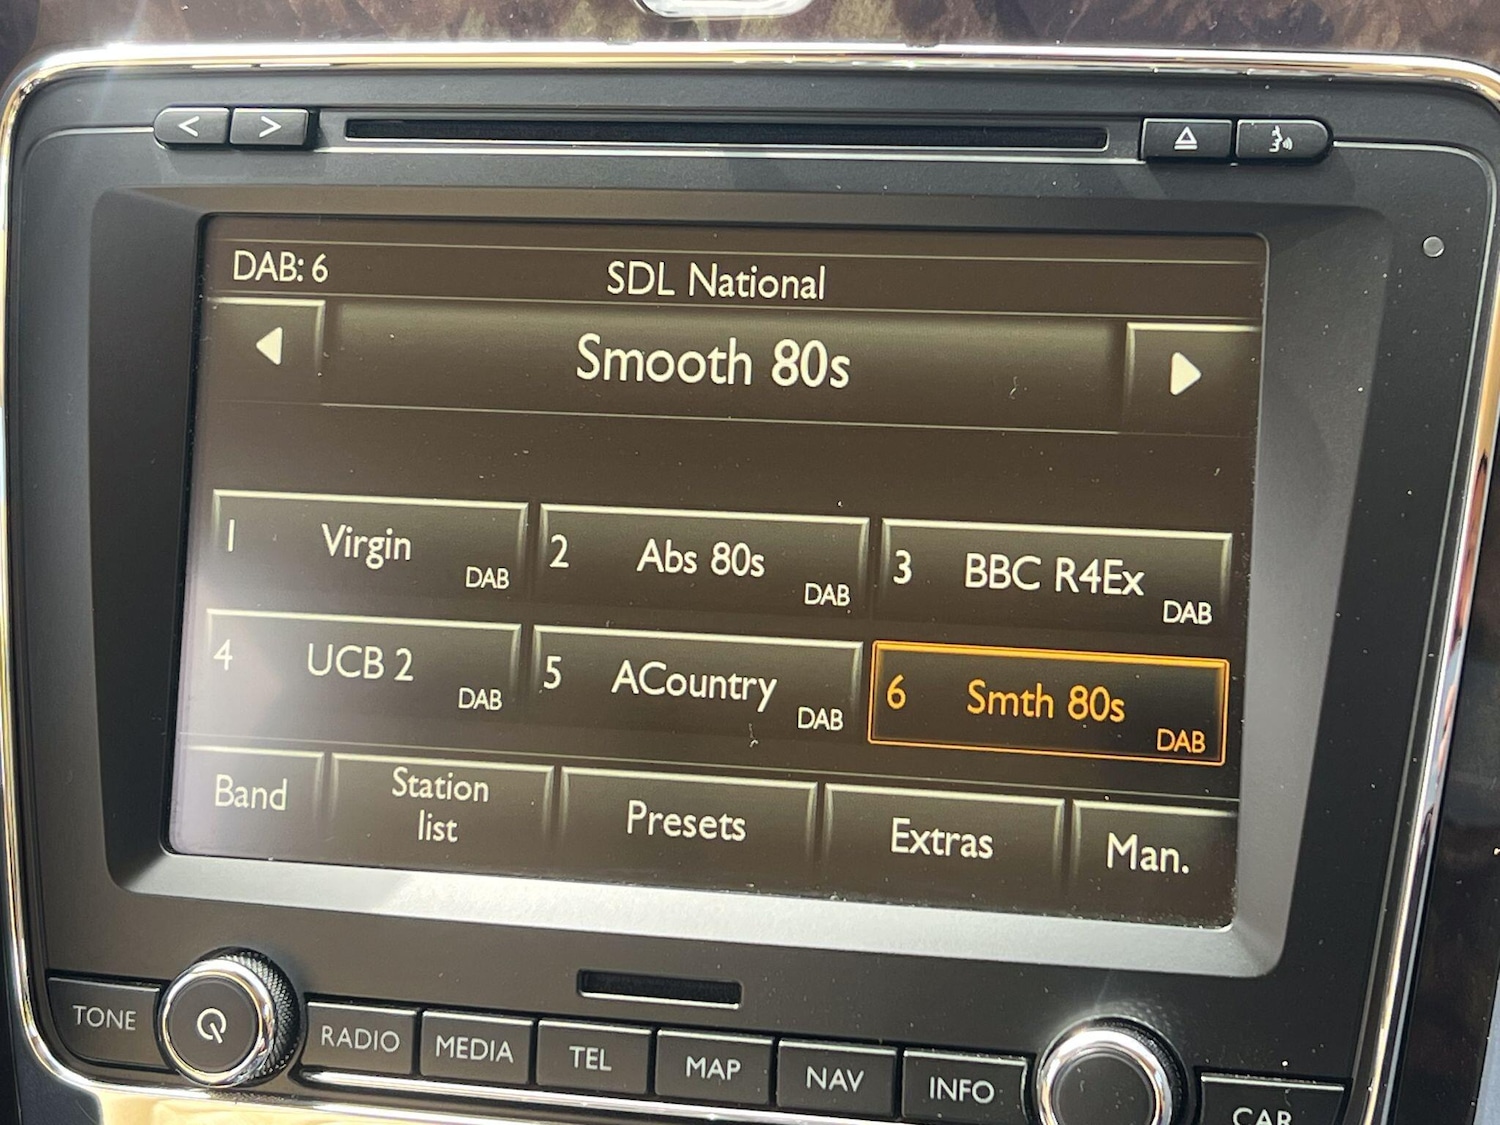 DAB: 6
SDL National
Smooth 80s
1 Virgin DAB
2 Abs 80s DAB
3 BBC R4Ex DAB
4 UCB 2 DAB
5 ACountry DAB
6 Smth 80s DAB
Band
Station
list
Presets
Extras
Man.
TONE
RADIO
MEDIA
TEL
MAP
NAV
INFO
CAR